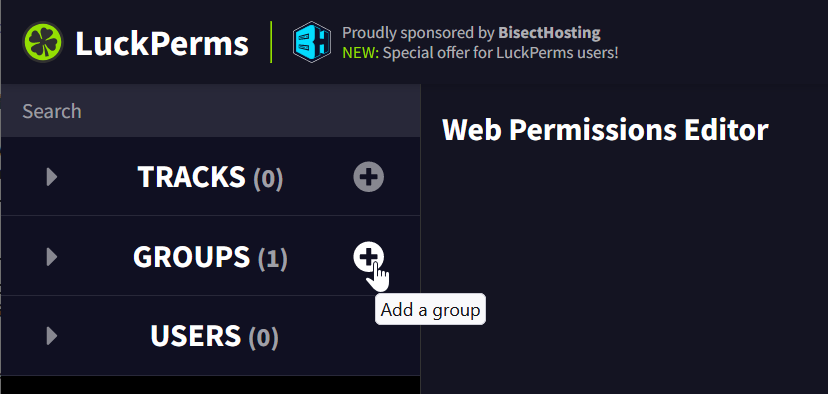 LuckPerms
Proudly sponsored by BisectHosting
NEW: Special offer for LuckPerms users!
Search
Web Permissions Editor
TRACKS (0)
GROUPS (1)
Add a group
USERS (0)